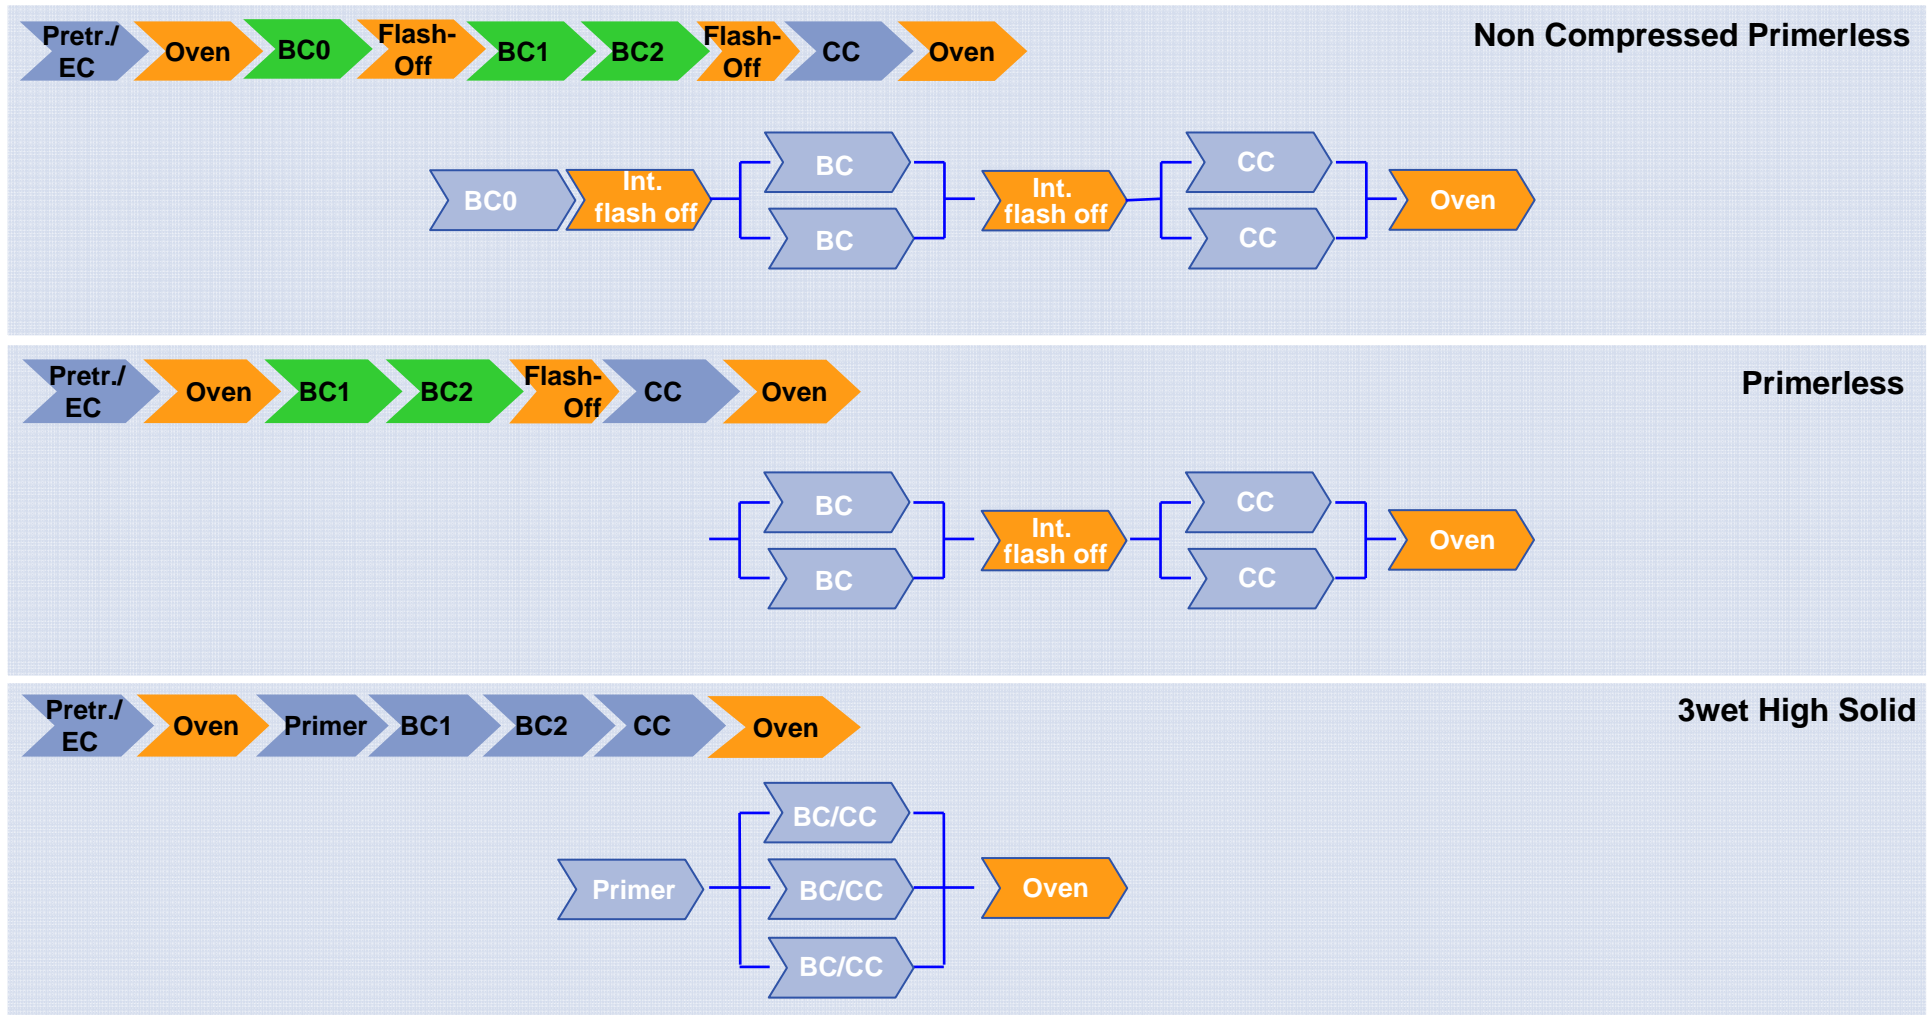 Non Compressed Primerless
Pretr./
EC
Oven
BC0
Flash-
Off
BC1
BC2
Flash-
Off
CC
Oven
BC0
Int.
flash off
BC
BC
Int.
flash off
CC
CC
Oven
Primerless
Pretr./
EC
Oven
BC1
BC2
Flash-
Off
CC
Oven
BC
BC
Int.
flash off
CC
CC
Oven
3wet High Solid
Pretr./
EC
Oven
Primer
BC1
BC2
CC
Oven
Primer
BC/CC
BC/CC
BC/CC
Oven